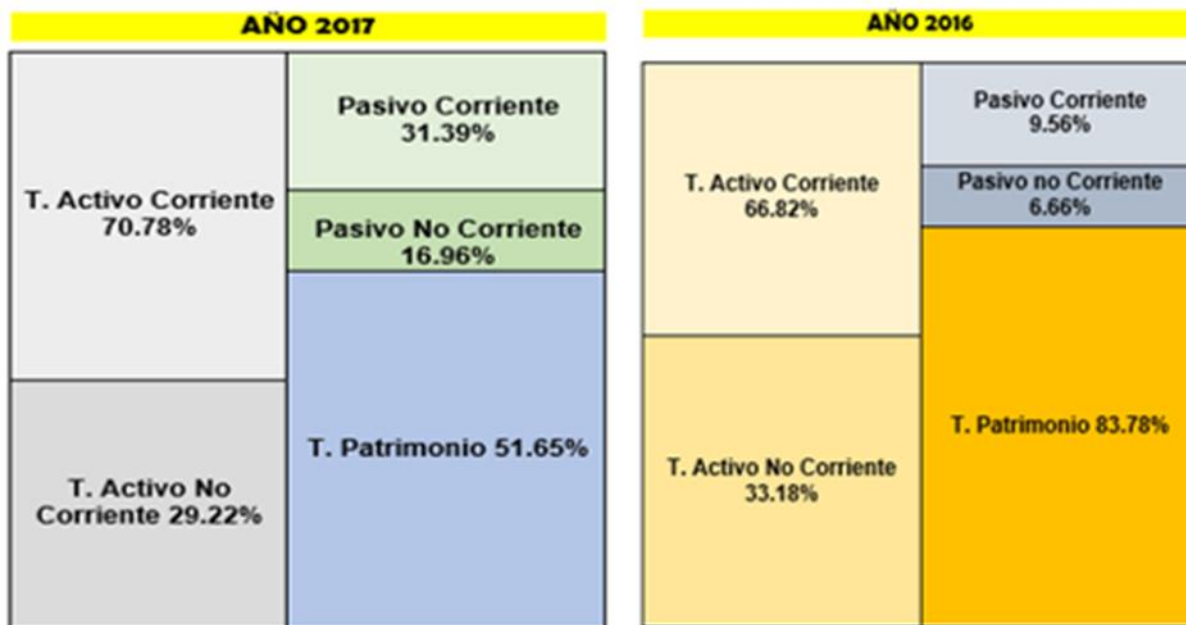 AÑO 2017
T. Activo Corriente
70.78%
T. Activo No
Corriente 29.22%
Pasivo Corriente
31.39%
Pasivo No Corriente
16.96%
T. Patrimonio 51.65%
AÑO 2016
T. Activo Corriente
66.82%
T. Activo No Corriente
33.18%
Pasivo Corriente
9.56%
Pasivo no Corriente
6.66%
T. Patrimonio 83.78%